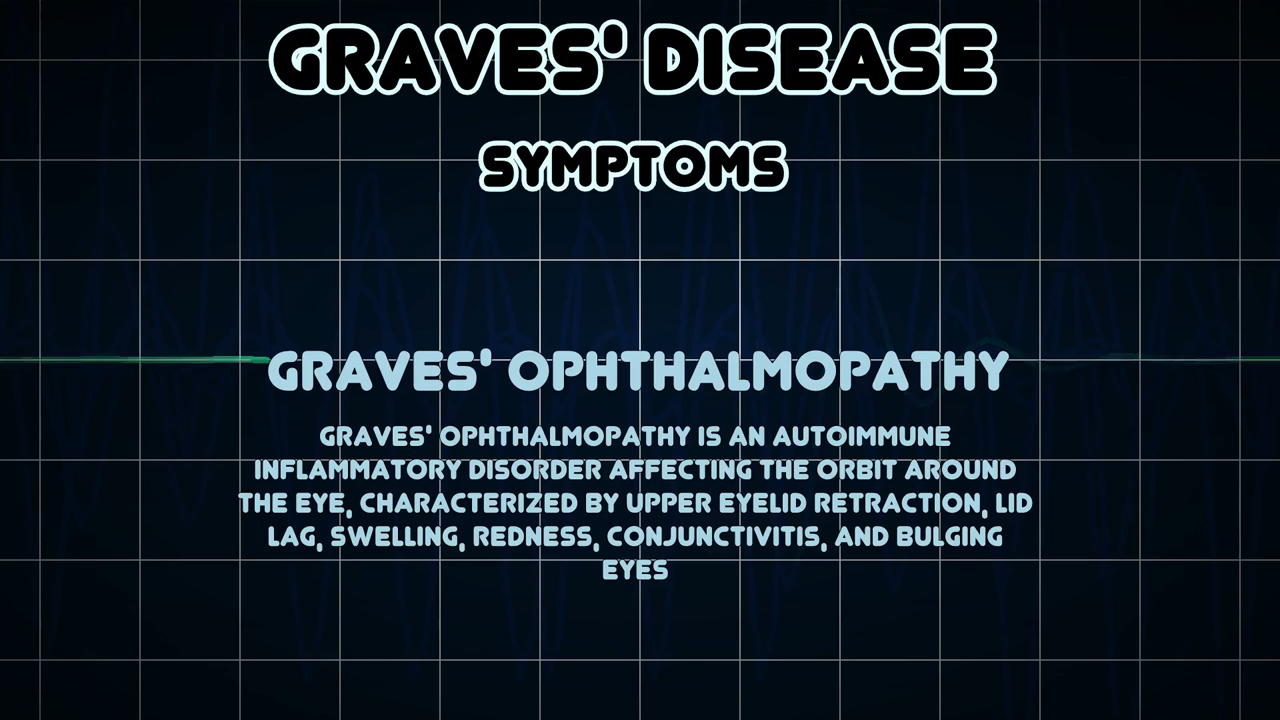 GRAVES' DISEASE
SYMPTOMS
GRAVES' OPHTHALMOPATHY
GRAVES' OPHTHALMOPATHY IS AN AUTOIMMUNE
INFLAMMATORY DISORDER AFFECTING THE ORBIT AROUND
THE EYE, CHARACTERIZED BY UPPER EYELID RETRACTION, LID
LAG, SWELLING, REDNESS, CONJUNCTIVITIS, AND BULGING
EYES